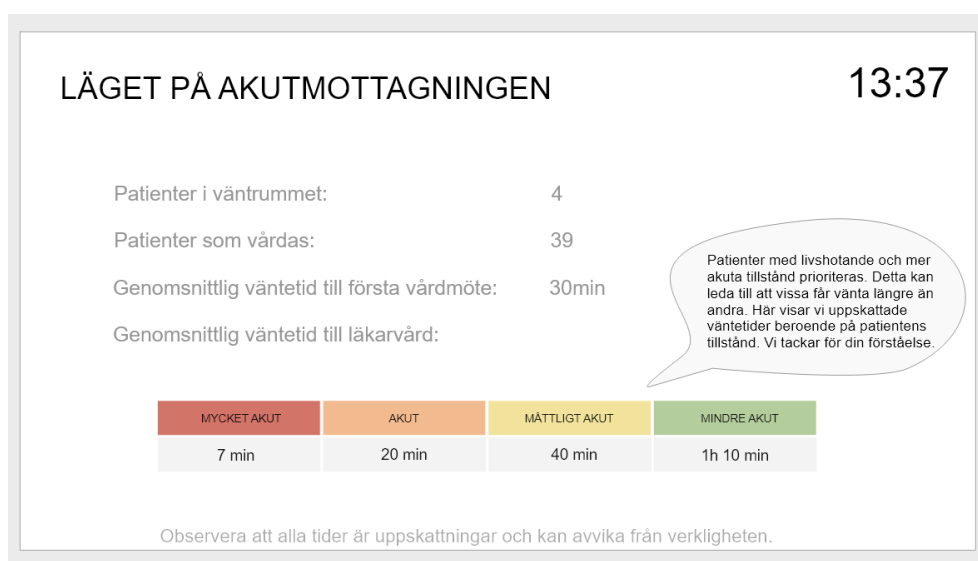 LÄGET PÅ AKUTMOTTAGNINGEN
13:37
Patienter i väntrummet: 4
Patienter som vårdas: 39
Genomsnittlig väntetid till första vårdmöte: 30min
Genomsnittlig väntetid till läkarvård:
Patienter med livshotande och mer
akuta tillstånd prioriteras. Detta kan
leda till att vissa får vänta längre än
andra. Här visar vi uppskattade
väntetider beroende på patientens
tillstånd. Vi tackar för din förståelse.
MYCKET AKUT AKUT MÅTTLIGT AKUT MINDRE AKUT
7 min 20 min 40 min 1h 10 min
Observera att alla tider är uppskattningar och kan avvika från verkligheten.